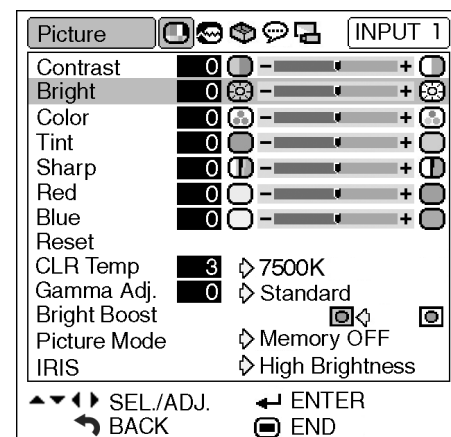 Picture INPUT 1
Contrast 0 - +
Bright 0 - +
Color 0 - +
Tint 0 - +
Sharp 0 - +
Red 0 - +
Blue 0 - +
Reset
CLR Temp 3 7500K
Gamma Adj. 0 Standard
Bright Boost
Picture Mode Memory OFF
IRIS High Brightness
SEL./ADJ. ENTER
BACK END